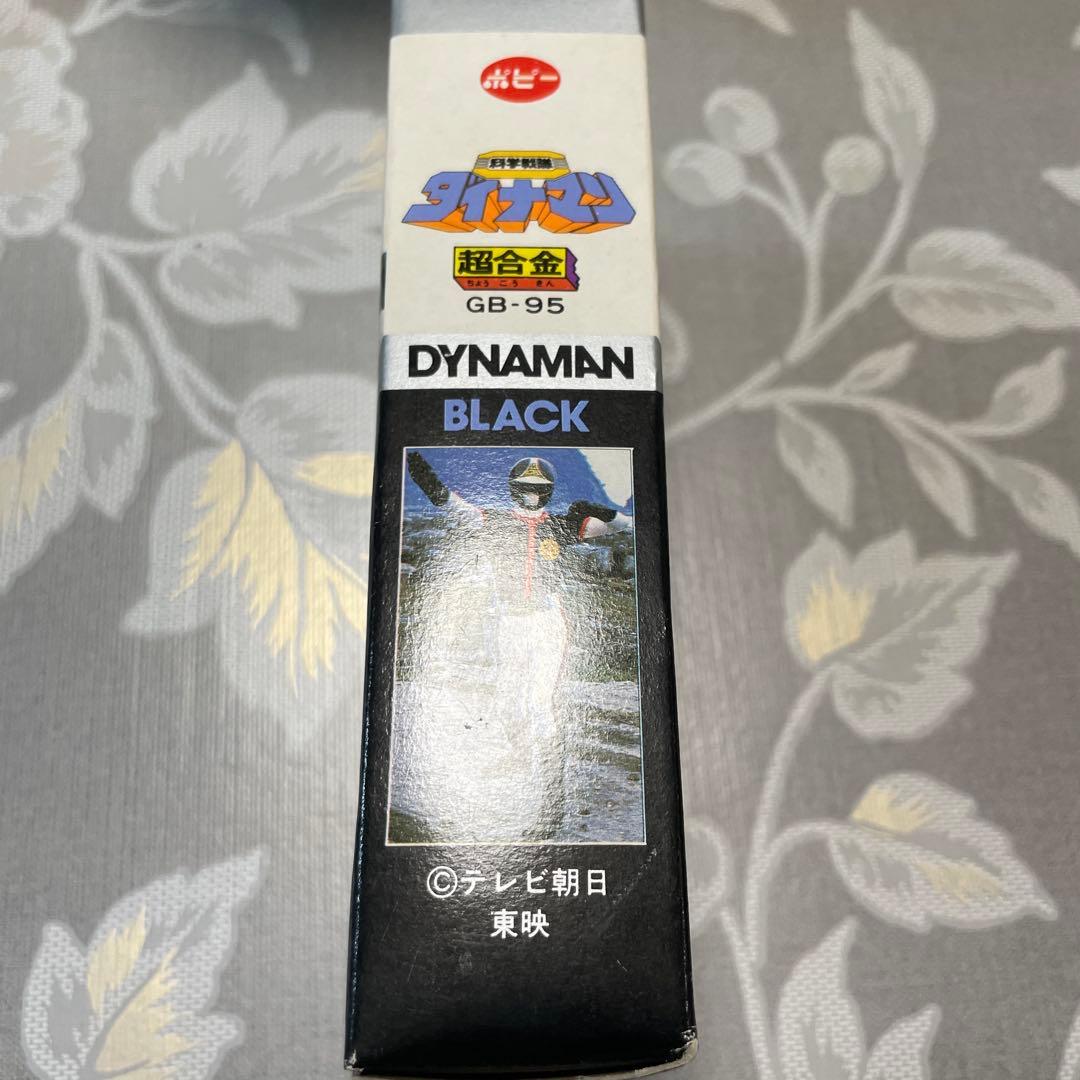 ポピー
科学戦隊
ダイナマン
超合金
ちょう ごう きん
GB-95
DYNAMAN
BLACK
©テレビ朝日
東映